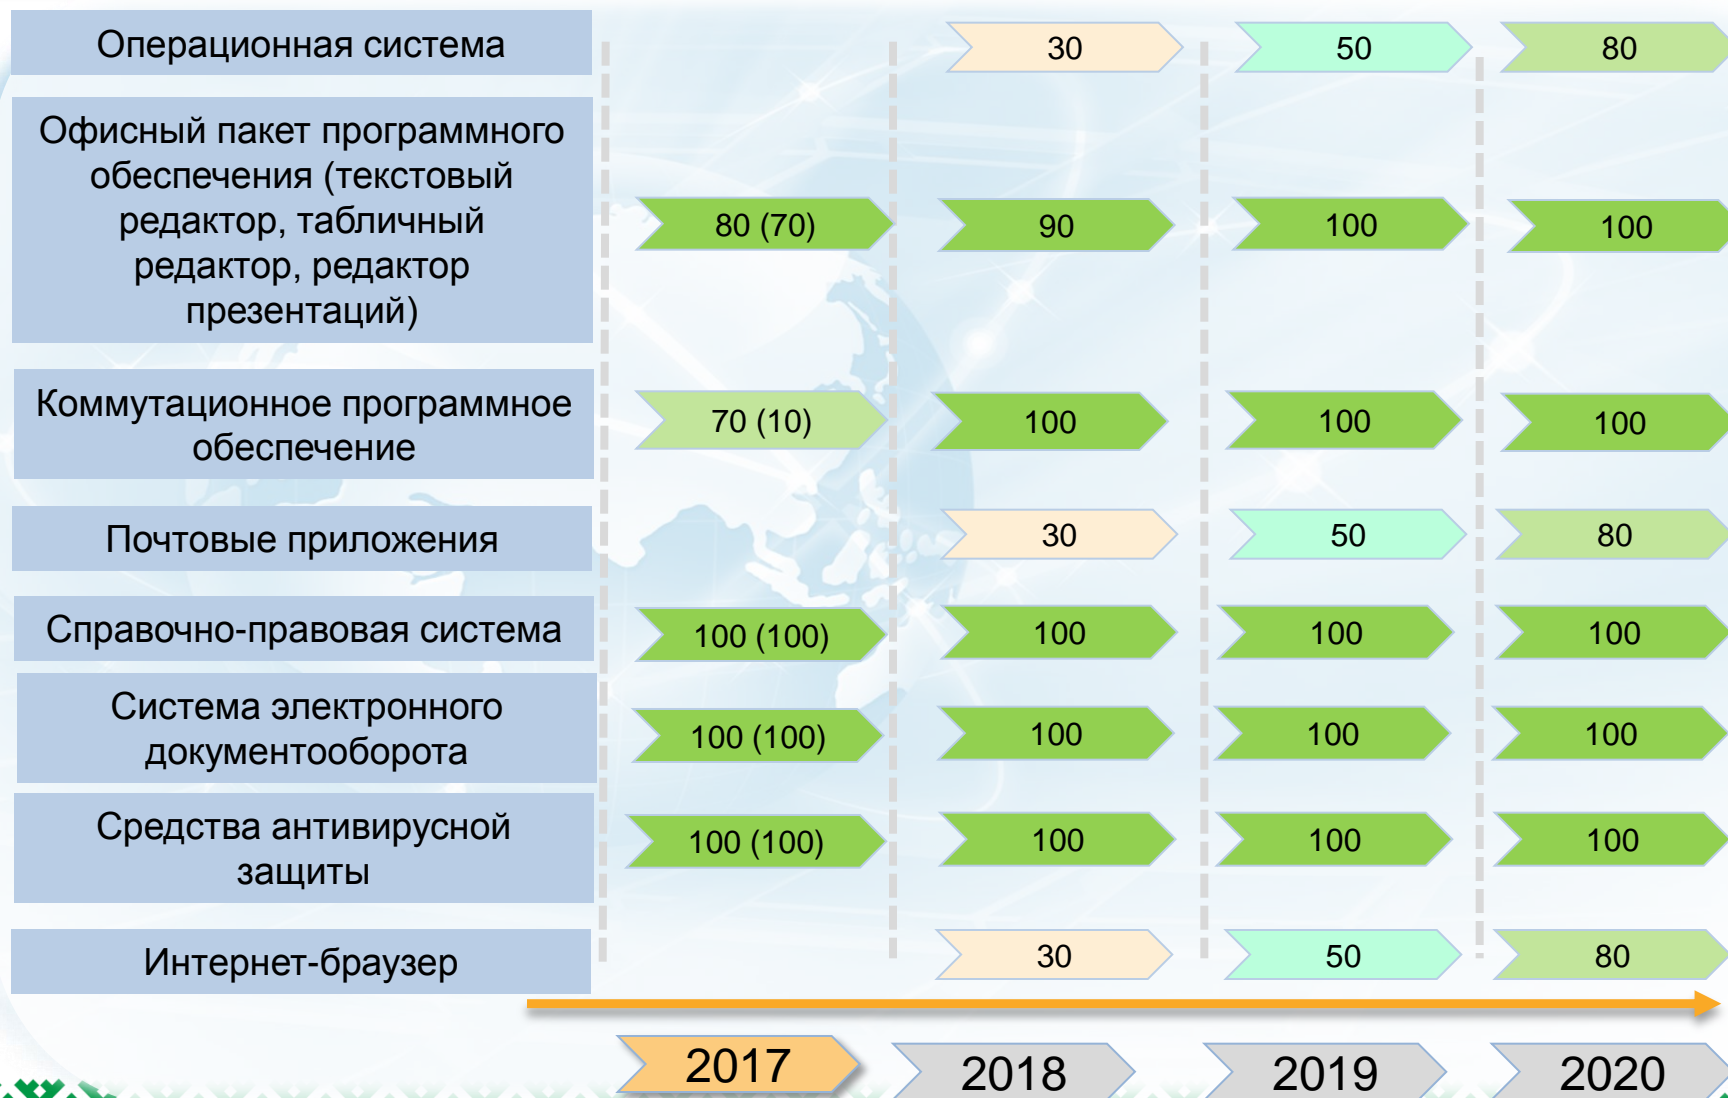 Операционная система
30
50
80
Офисный пакет программного
обеспечения (текстовый
редактор, табличный
редактор, редактор
презентаций)
80 (70)
90
100
100
Коммутационное программное
обеспечение
70 (10)
100
100
100
Почтовые приложения
30
50
80
Справочно-правовая система
100 (100)
100
100
100
Система электронного
документооборота
100 (100)
100
100
100
Средства антивирусной
защиты
100 (100)
100
100
100
Интернет-браузер
30
50
80
2017
2018
2019
2020